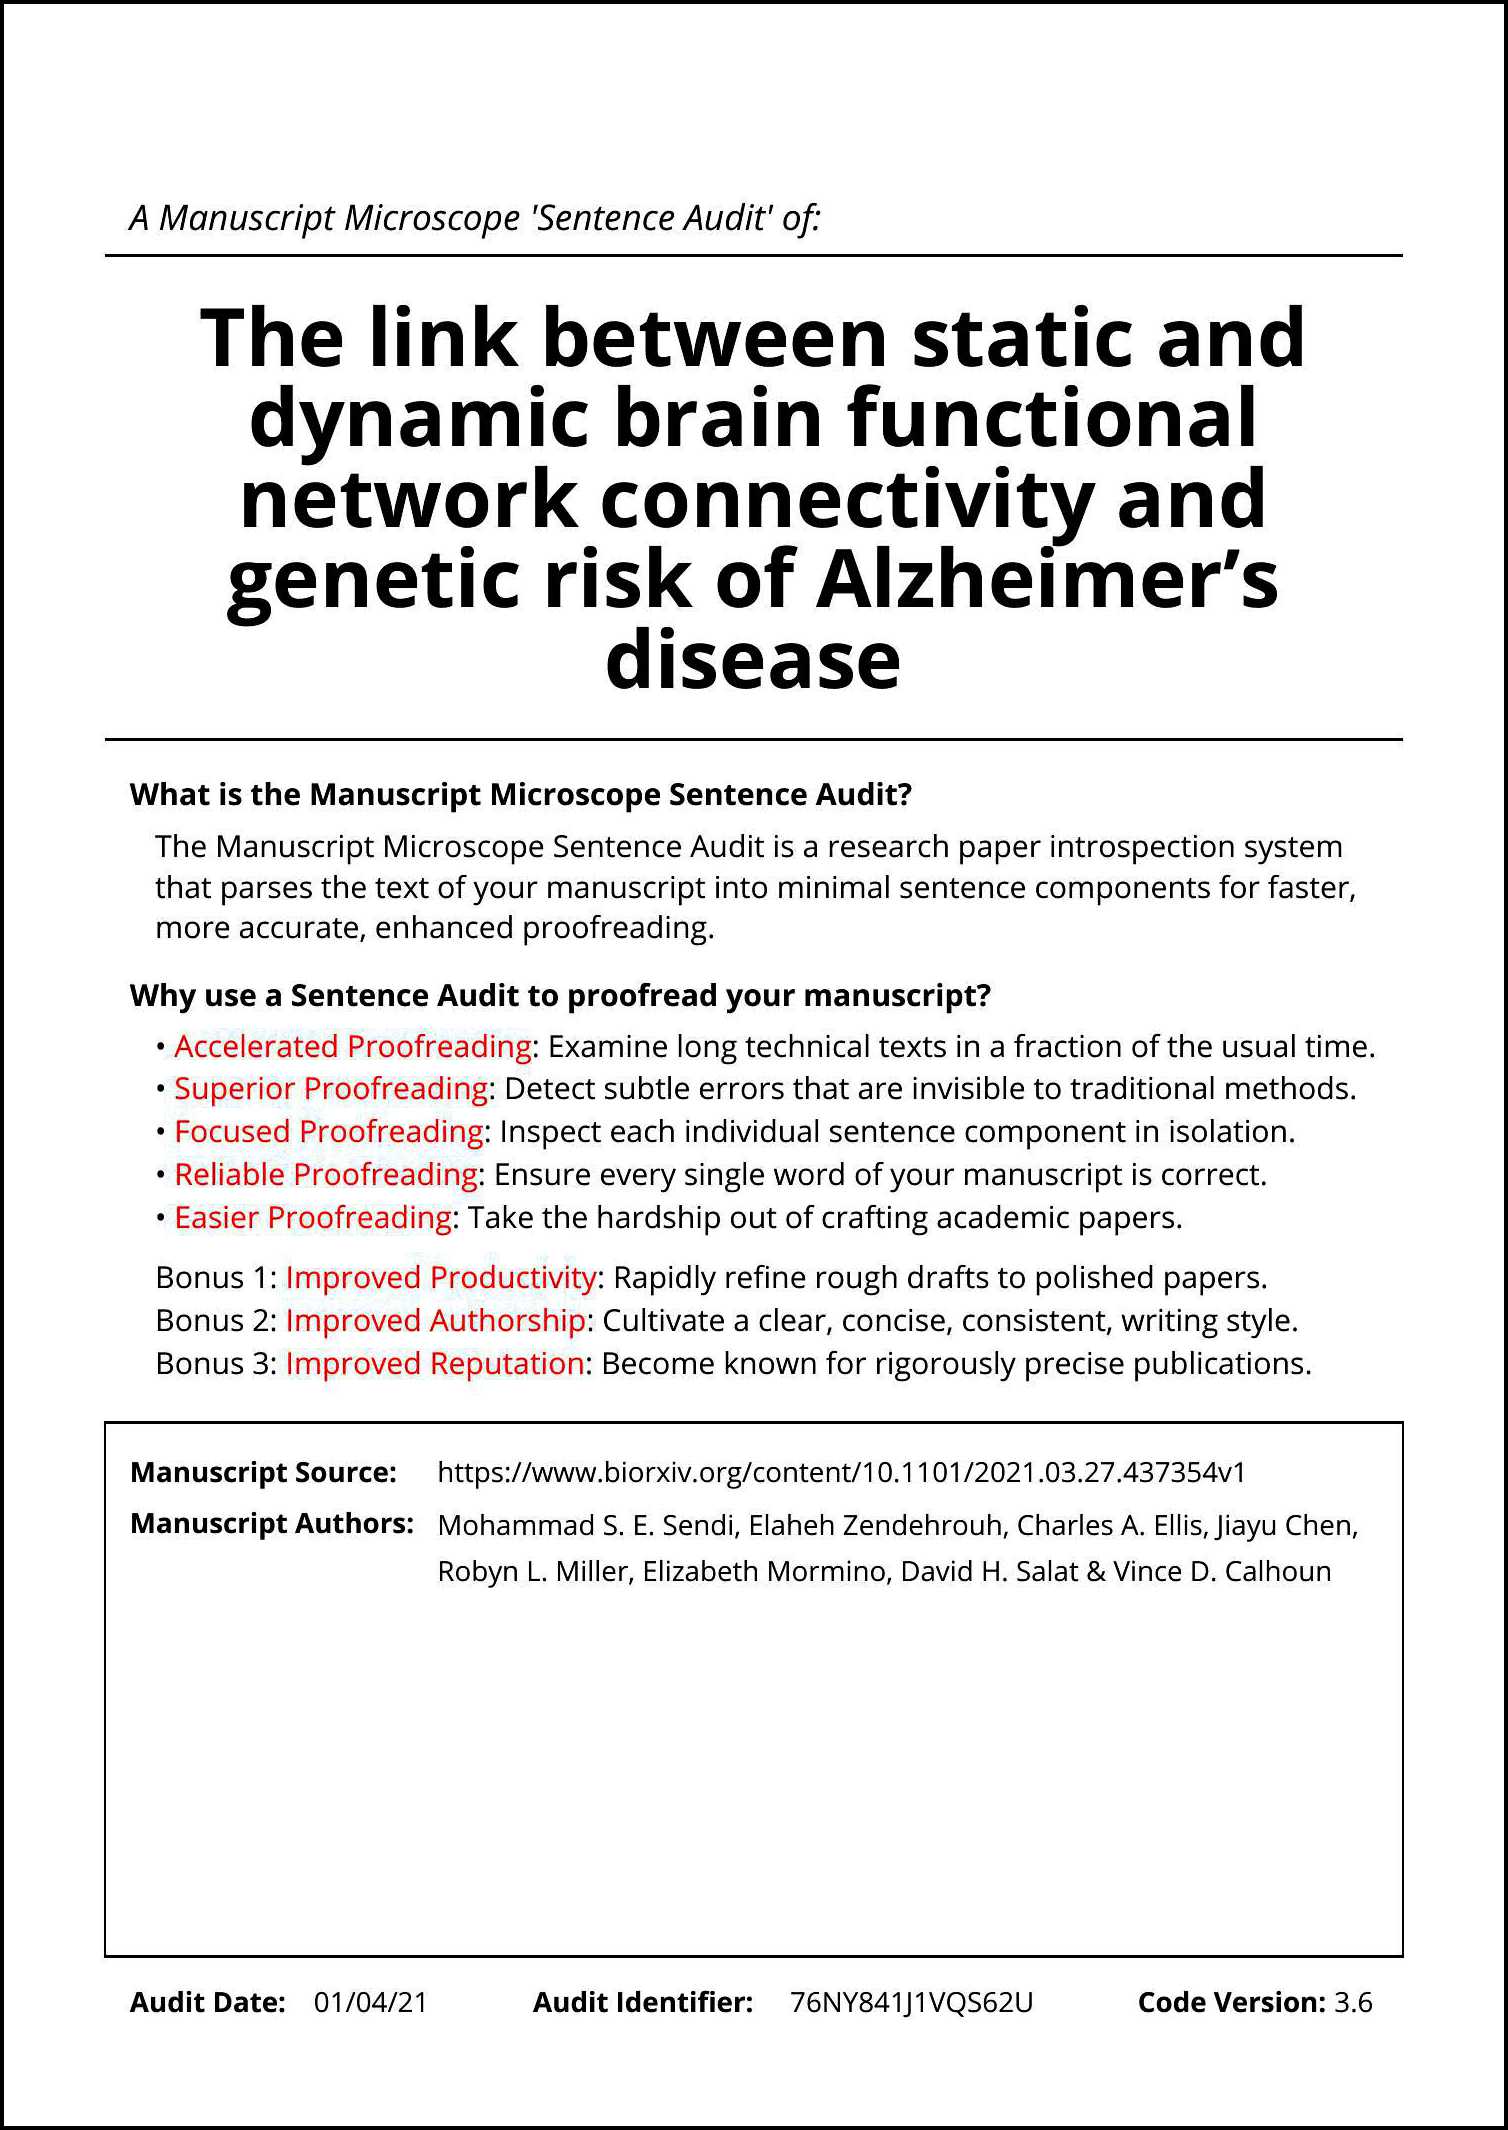 A Manuscript Microscope 'Sentence Audit' of:
The link between static and
dynamic brain functional
network connectivity and
genetic risk of Alzheimer’s
disease
What is the Manuscript Microscope Sentence Audit?
The Manuscript Microscope Sentence Audit is a research paper introspection system
that parses the text of your manuscript into minimal sentence components for faster,
more accurate, enhanced proofreading.
Why use a Sentence Audit to proofread your manuscript?
• Accelerated Proofreading: Examine long technical texts in a fraction of the usual time.
• Superior Proofreading: Detect subtle errors that are invisible to traditional methods.
• Focused Proofreading: Inspect each individual sentence component in isolation.
• Reliable Proofreading: Ensure every single word of your manuscript is correct.
• Easier Proofreading: Take the hardship out of crafting academic papers.
Bonus 1: Improved Productivity: Rapidly refine rough drafts to polished papers.
Bonus 2: Improved Authorship: Cultivate a clear, concise, consistent, writing style.
Bonus 3: Improved Reputation: Become known for rigorously precise publications.
Manuscript Source: https://www.biorxiv.org/content/10.1101/2021.03.27.437354v1
Manuscript Authors: Mohammad S. E. Sendi, Elaheh Zendehrouh, Charles A. Ellis, Jiayu Chen,
Robyn L. Miller, Elizabeth Mormino, David H. Salat & Vince D. Calhoun
Audit Date: 01/04/21 Audit Identifier: 76NY841J1VQS62U Code Version: 3.6